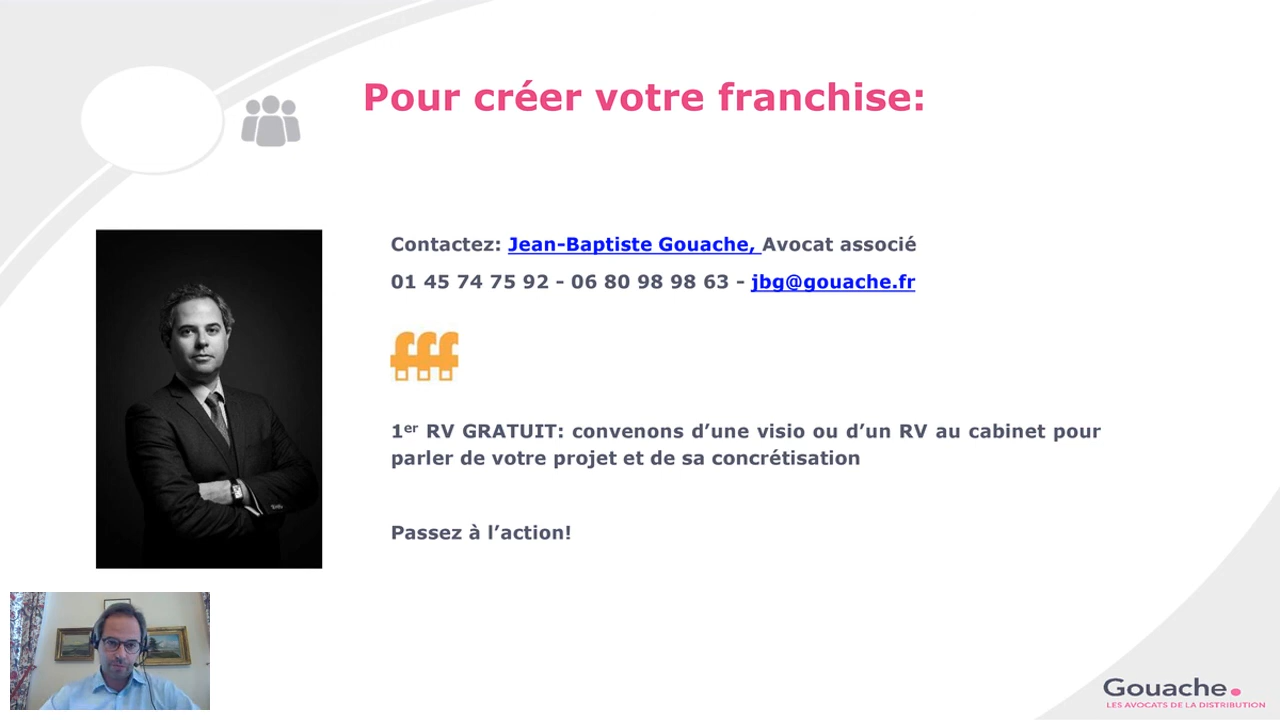 Pour créer votre franchise:
Contactez: Jean-Baptiste Gouache, Avocat associé
01 45 74 75 92 - 06 80 98 98 63 - jbg@gouache.fr
fff
1er RV GRATUIT: convenons d’une visio ou d’un RV au cabinet pour
parler de votre projet et de sa concrétisation
Passez à l’action!
Gouache.
LES AVOCATS DE LA DISTRIBUTION